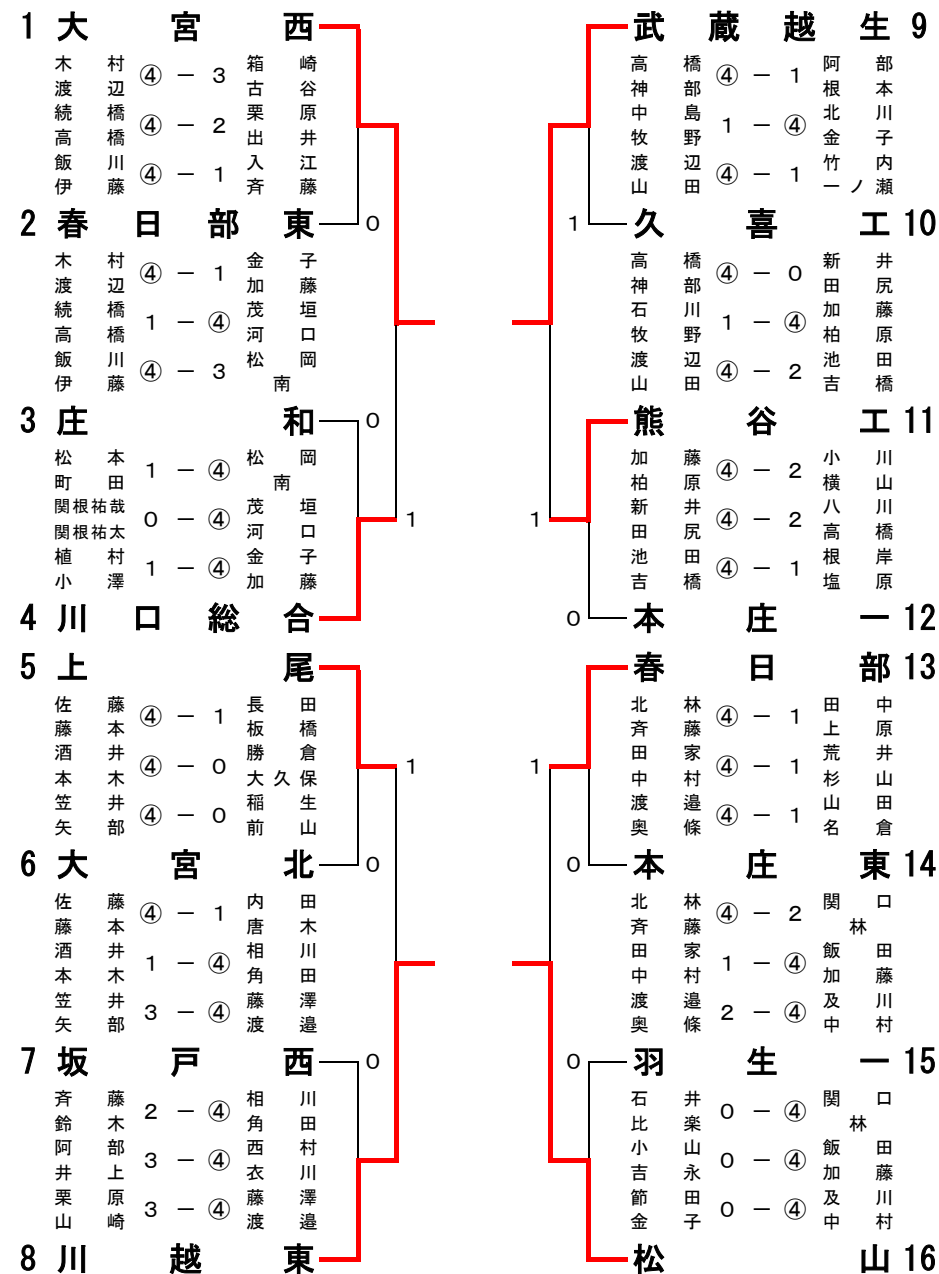 1 大宮西
木村 ④ － 3 箱崎
渡辺 古谷
続橋 ④ － 2 栗原
高橋 出井
飯川 ④ － 1 入江
伊藤 斉藤
2 春日部東 0
木村 ④ － 1 金子
渡辺 加藤
続橋 1 － ④ 茂垣
高橋 河口
飯川 ④ － 3 松岡
伊藤 南
3 庄和 0
松本 1 － ④ 松岡
町田 南
関根祐哉 0 － ④ 茂垣
関根祐太 河口
1
植村 1 － ④ 金子
小澤 加藤
4 川口総合
5 上尾
佐藤 ④ － 1 長田
藤本 板橋
酒井 ④ － 0 勝倉
本木 大久保
1
笠井 ④ － 0 稲生
矢部 前山
6 大宮北 0
佐藤 ④ － 1 内田
藤本 唐木
酒井 1 － ④ 相川
本木 角田
笠井 3 － ④ 藤澤
矢部 渡邉
7 坂戸西 0
斉藤 2 － ④ 相川
鈴木 角田
阿部 3 － ④ 西村
井上 衣川
栗原 3 － ④ 藤澤
山崎 渡邉
8 川越東
武蔵越生 9
高橋 ④ － 1 阿部
神部 根本
中島 1 － ④ 北川
牧野 金子
渡辺 ④ － 1 竹内
山田 一ノ瀬
1 久喜工 10
高橋 ④ － 0 新井
神部 田尻
石川 1 － ④ 加藤
牧野 柏原
渡辺 ④ － 2 池田
山田 吉橋
熊谷工 11
加藤 ④ － 2 小川
柏原 横山
新井 ④ － 2 八川
田尻 高橋
1
池田 ④ － 1 根岸
吉橋 塩原
0 本庄一 12
春日部 13
北林 ④ － 1 田中
斉藤 上原
田家 ④ － 1 荒井
中村 杉山
1
渡邉 ④ － 1 山田
奥條 名倉
0 本庄東 14
北林 ④ － 2 関口
斉藤 林
田家 1 － ④ 飯田
中村 加藤
渡邉 2 － ④ 及川
奥條 中村
0 羽生一 15
石井 0 － ④ 関口
比楽 林
小山 0 － ④ 飯田
吉永 加藤
節田 0 － ④ 及川
金子 中村
松山 16